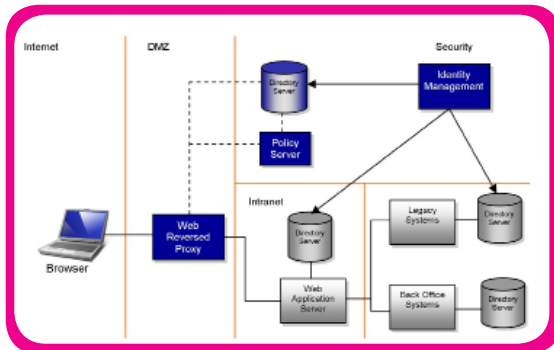 Internet
DMZ
Security
Directory
Server
Identity
Management
Policy
Server
Intranet
Web
Reversed
Proxy
Browser
Directory
Server
Legacy
Systems
Directory
Server
Web
Application
Server
Back Office
Systems
Directory
Server